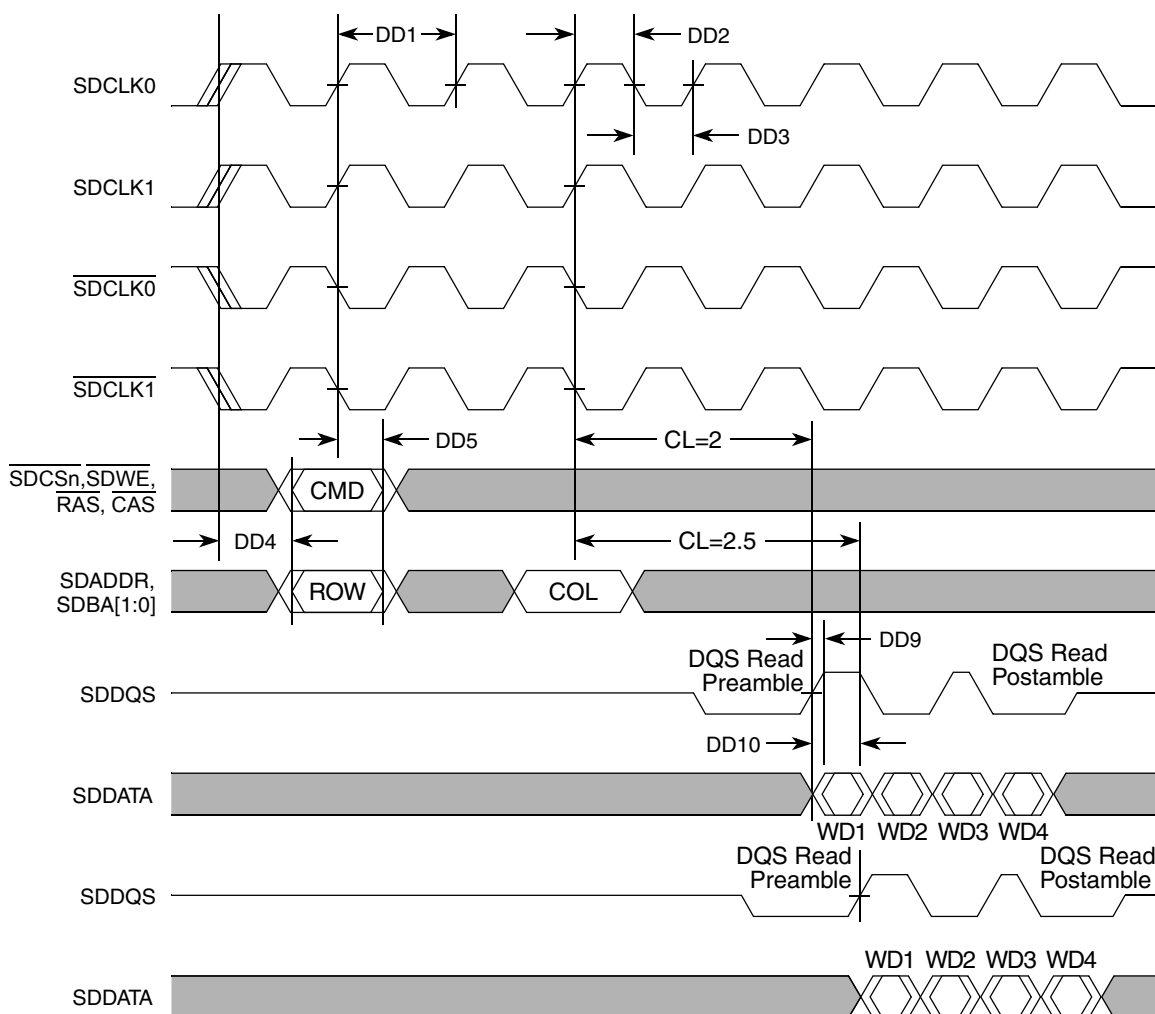 DD1
DD2
SDCLK0
DD3
SDCLK1
SDCLK0
SDCLK1
DD5
CL=2
SDCSn,SDWE,
RAS, CAS
CMD
DD4
CL=2.5
SDADDR,
SDBA[1:0]
ROW
COL
DD9
DQS Read
Preamble
DQS Read
Postamble
SDDQS
DD10
SDDATA
WD1 WD2 WD3 WD4
DQS Read
Preamble
DQS Read
Postamble
SDDQS
WD1 WD2 WD3 WD4
SDDATA